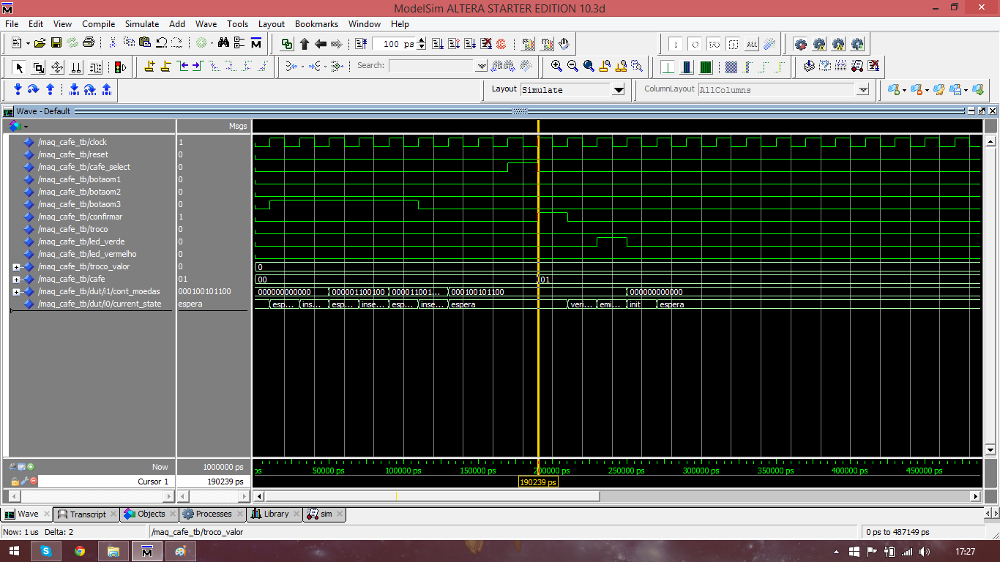 ModelSim ALTERA STARTER EDITION 10.3d
File Edit View Compile Simulate Add Wave Tools Layout Bookmarks Window Help
100 ps
Search:
Layout Simulate ColumnLayout AllColumns
Wave - Default
Msgs
/maq_cafe_tb/clock 1
/maq_cafe_tb/reset 0
/maq_cafe_tb/cafe_select 0
/maq_cafe_tb/botaom1 0
/maq_cafe_tb/botaom2 0
/maq_cafe_tb/botaom3 0
/maq_cafe_tb/confirmar 1
/maq_cafe_tb/troco 0
/maq_cafe_tb/led_verde 0
/maq_cafe_tb/led_vermelho 0
/maq_cafe_tb/troco_valor 0 0
/maq_cafe_tb/cafe 01 00 01
/maq_cafe_tb/dut/i1/cont_moedas 000100101100 000000000000 000001100100 000011001... 000100101100 000000000000
/maq_cafe_tb/dut/i0/current_state espera esp... ins... esp... inse... esp... inse... espera veri... emi... init espera
Now 1000000 ps ps 50000 ps 100000 ps 150000 ps 200000 ps 250000 ps 300000 ps 350000 ps 400000 ps 450000 ps
Cursor 1 190239 ps 190239 ps
Wave Transcript Objects Processes Library sim
Now: 1 us Delta: 2 /maq_cafe_tb/troco_valor 0 ps to 487149 ps
17:27